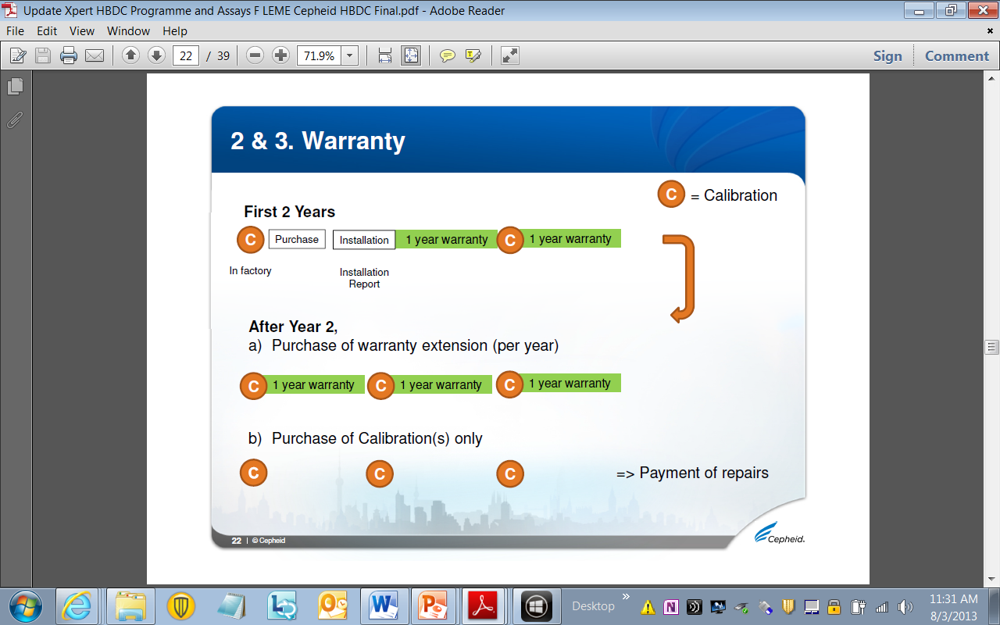 Update Xpert HBDC Programme and Assays F LEME Cepheid HBDC Final.pdf - Adobe Reader
File Edit View Window Help
22 / 39 71.9% Sign Comment
2 & 3. Warranty
C = Calibration
First 2 Years
C Purchase Installation 1 year warranty C 1 year warranty
In factory Installation
Report
After Year 2,
a) Purchase of warranty extension (per year)
C 1 year warranty C 1 year warranty C 1 year warranty
b) Purchase of Calibration(s) only
C C C => Payment of repairs
22 | © Cepheid
Cepheid.
Desktop »
11:31 AM
8/3/2013